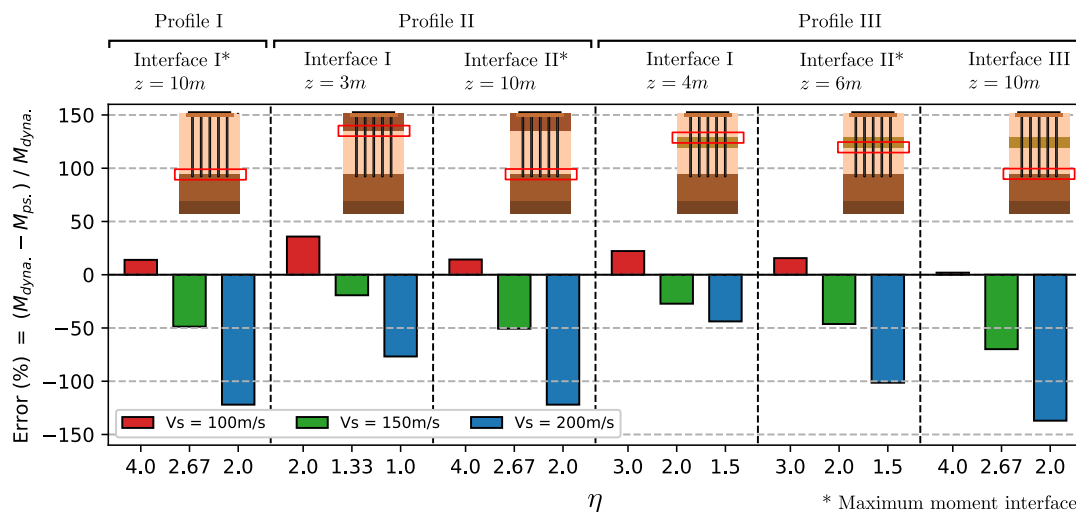 Profile I Profile II Profile III
Interface I* Interface I Interface II* Interface I Interface II* Interface III
z = 10m z = 3m z = 10m z = 4m z = 6m z = 10m
Error (%) = (M_dyna. − M_ps.) / M_dyna.
150
100
50
0
−50
−100
−150
Vs = 100m/s Vs = 150m/s Vs = 200m/s
4.0 2.67 2.0 2.0 1.33 1.0 4.0 2.67 2.0 3.0 2.0 1.5 3.0 2.0 1.5 4.0 2.67 2.0
η
* Maximum moment interface